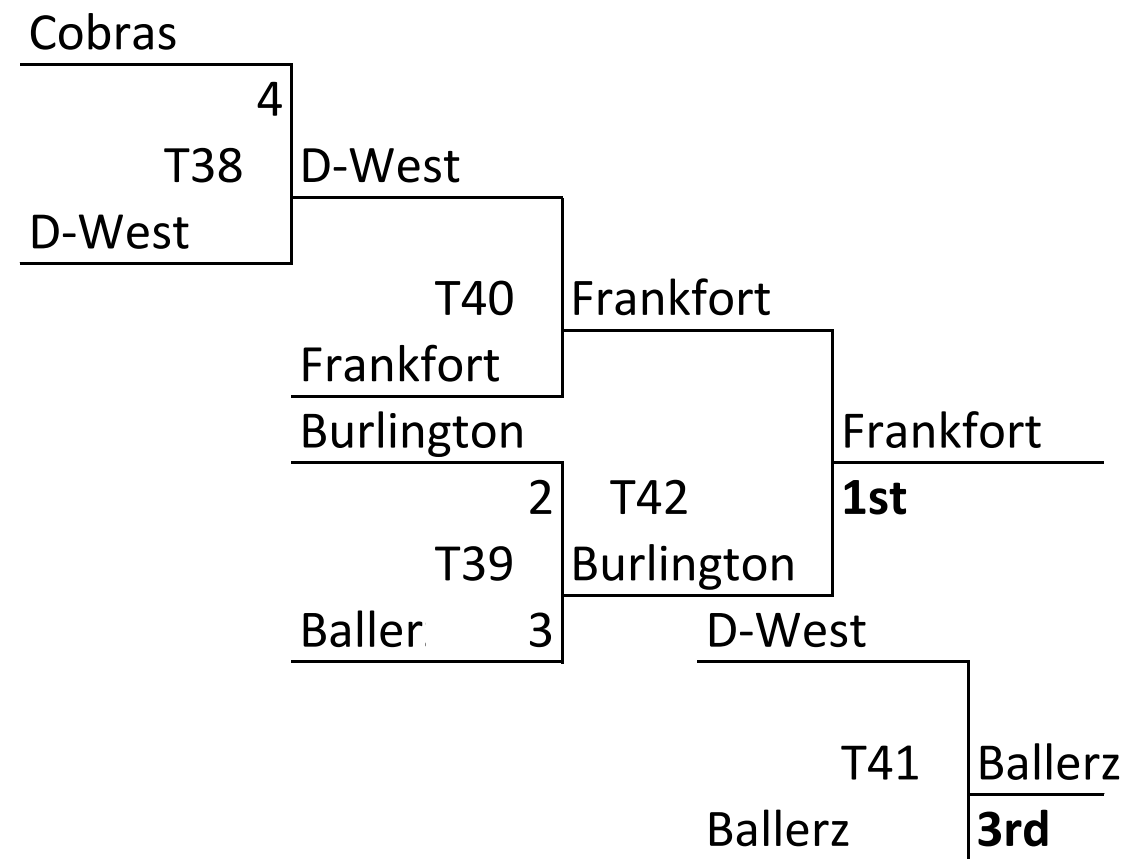 Cobras
4
T38 D-West
D-West
T40 Frankfort
Frankfort
Burlington Frankfort
2 T42 1st
T39 Burlington
Baller 3 D-West
T41 Ballerz
Ballerz 3rd